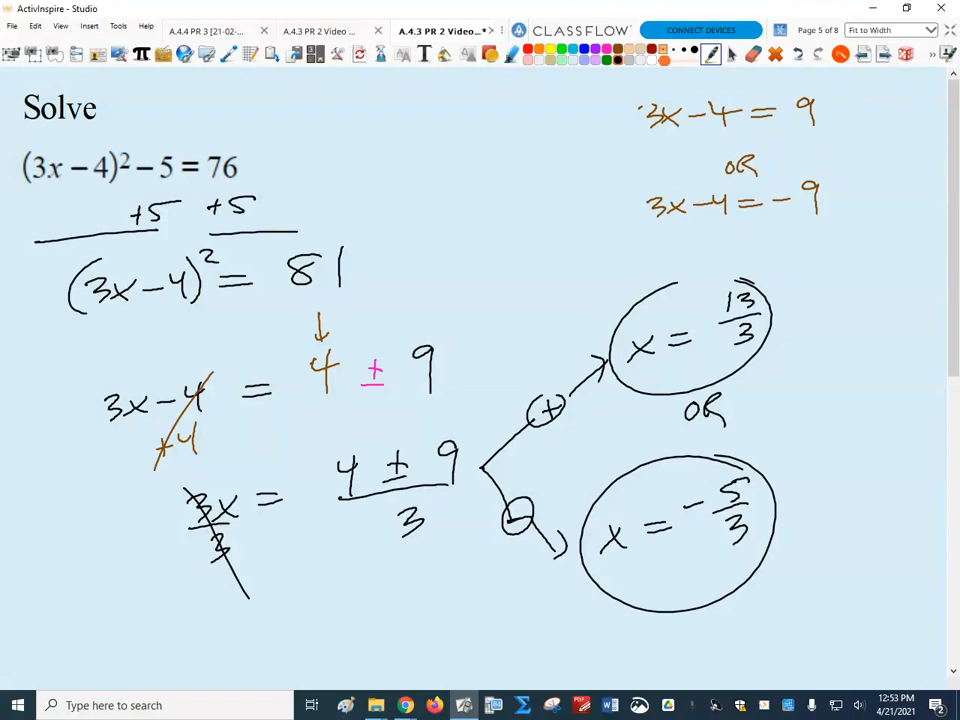 ActivInspire - Studio
File Edit View Insert Tools Help
A.4.4 PR 3 [21-02-... A.4.3 PR 2 Video ... A.4.3 PR 2 Video...* CLASSFLOW CONNECT DEVICES Page 5 of 8 Fit to Width
Solve
(3x − 4)² − 5 = 76
+5 +5
(3x − 4)² = 81
3x − 4 = 4 ± 9
+4
3x = 4 ± 9
3 3
3x − 4 = 9
OR
3x − 4 = − 9
+
x = 13/3
OR
−
x = − 5/3
Type here to search
12:53 PM
4/21/2021
2